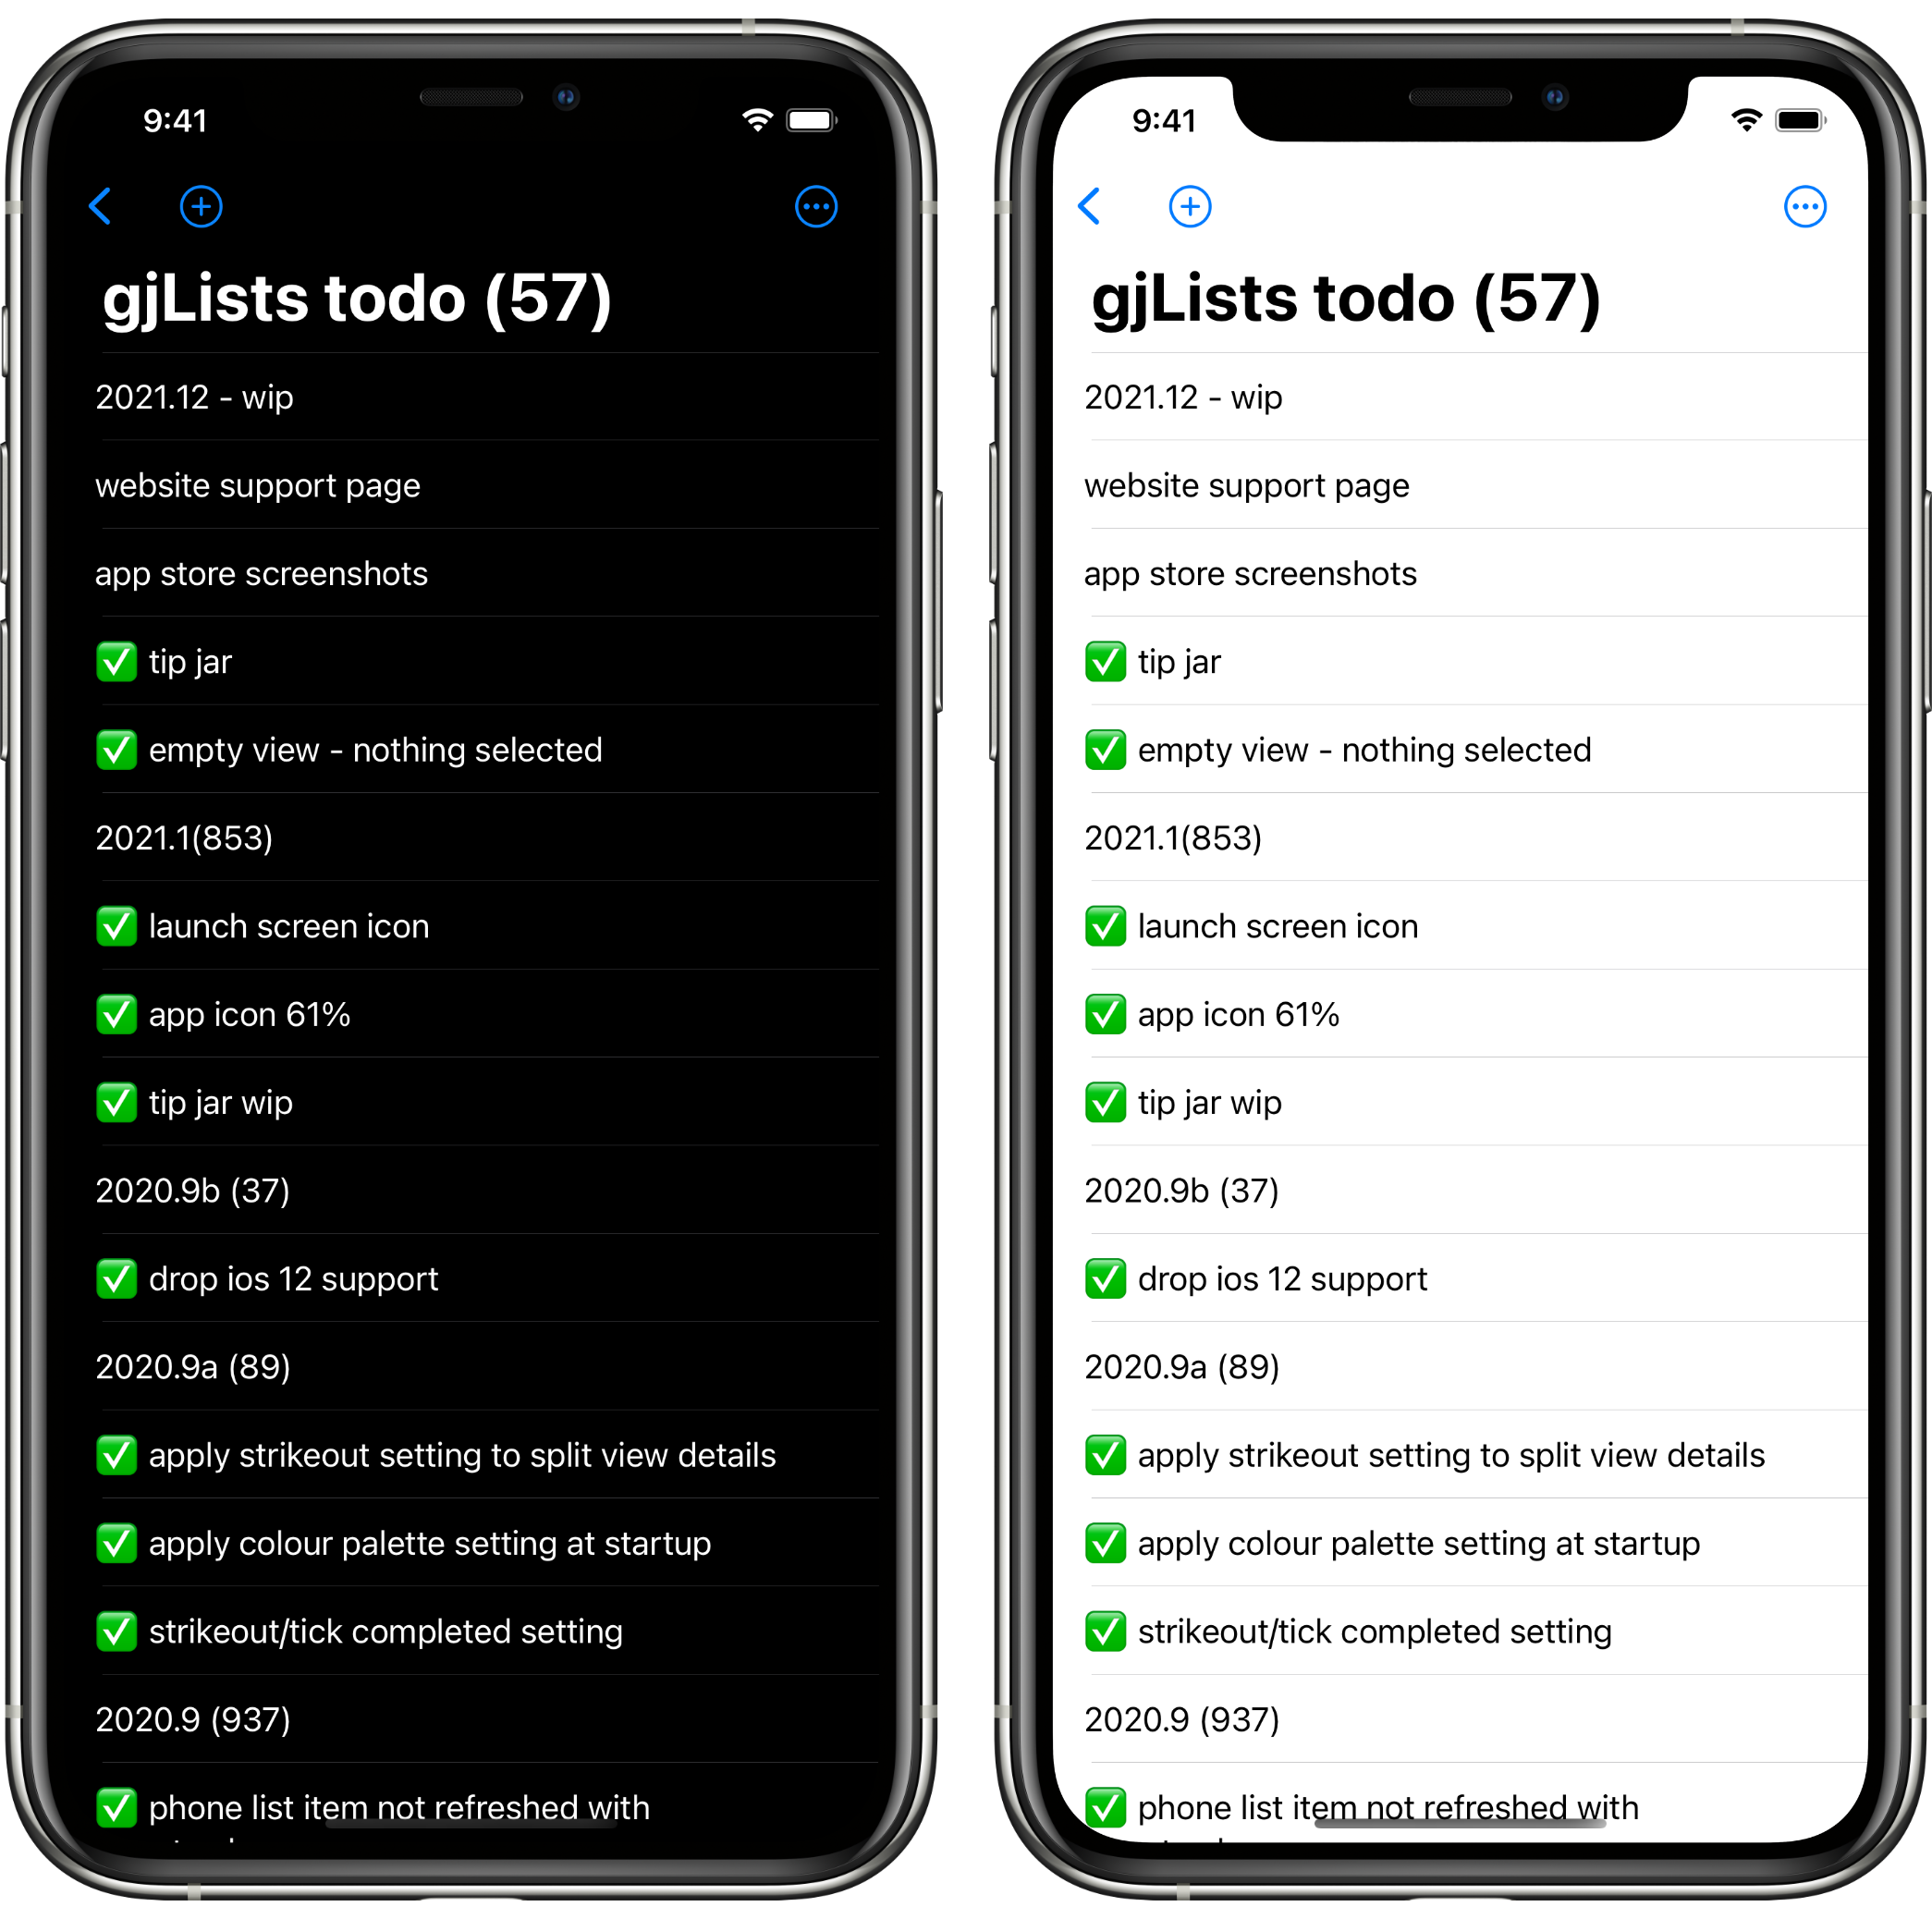 9:41
gjLists todo (57)
2021.12 - wip
website support page
app store screenshots
✅ tip jar
✅ empty view - nothing selected
2021.1(853)
✅ launch screen icon
✅ app icon 61%
✅ tip jar wip
2020.9b (37)
✅ drop ios 12 support
2020.9a (89)
✅ apply strikeout setting to split view details
✅ apply colour palette setting at startup
✅ strikeout/tick completed setting
2020.9 (937)
✅ phone list item not refreshed with
9:41
gjLists todo (57)
2021.12 - wip
website support page
app store screenshots
✅ tip jar
✅ empty view - nothing selected
2021.1(853)
✅ launch screen icon
✅ app icon 61%
✅ tip jar wip
2020.9b (37)
✅ drop ios 12 support
2020.9a (89)
✅ apply strikeout setting to split view details
✅ apply colour palette setting at startup
✅ strikeout/tick completed setting
2020.9 (937)
✅ phone list item not refreshed with